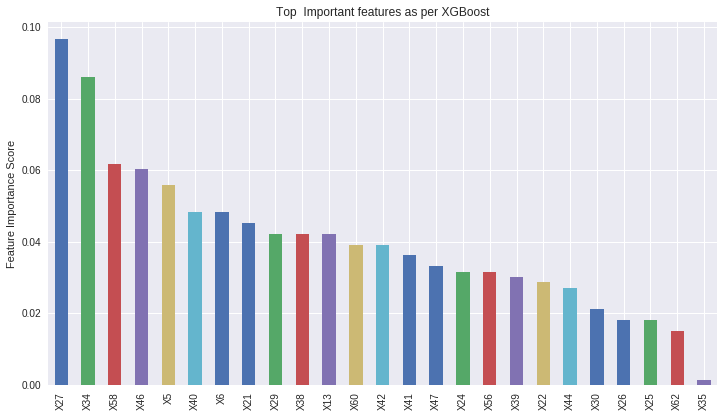 Top  Important features as per XGBoost
Feature Importance Score
0.10
0.08
0.06
0.04
0.02
0.00
X27
X34
X58
X46
X5
X40
X6
X21
X29
X38
X13
X60
X42
X41
X47
X24
X56
X39
X22
X44
X30
X26
X25
X62
X35